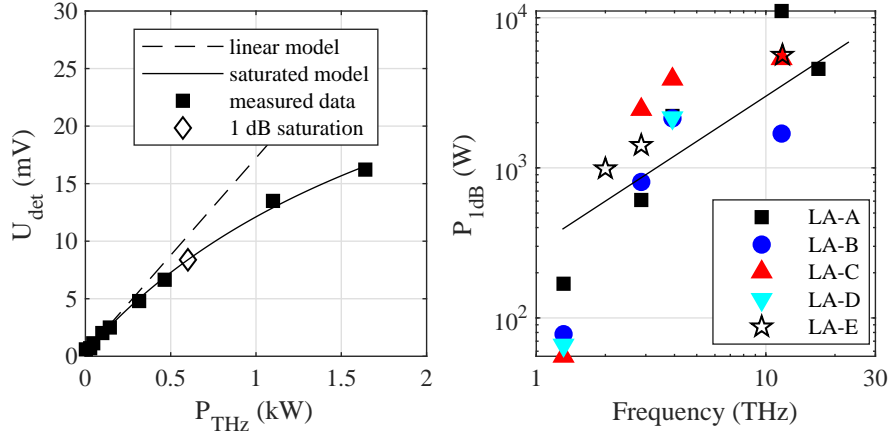 30
25
20
15
10
5
0
U_det (mV)
0
0.5
1
1.5
2
P_THz (kW)
linear model
saturated model
measured data
1 dB saturation
10^4
10^3
10^2
P_1dB (W)
1
10
30
Frequency (THz)
LA-A
LA-B
LA-C
LA-D
LA-E